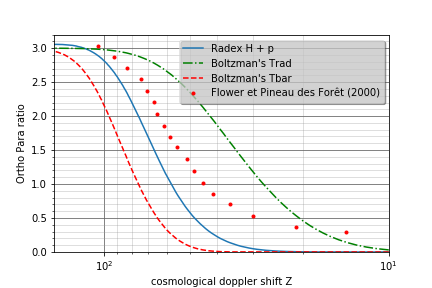 3.0
2.5
2.0
1.5
1.0
0.5
0.0
Ortho Para ratio
Radex H + p
Boltzman's Trad
Boltzman's Tbar
Flower et Pineau des Forêt (2000)
10²
10¹
cosmological doppler shift Z